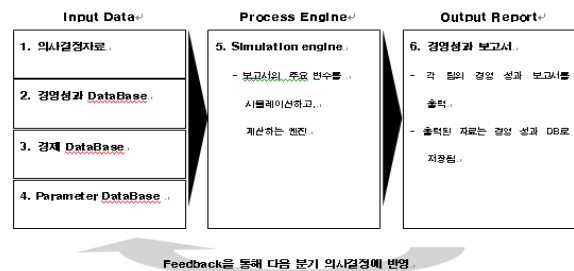 Input Data
Process Engine
Output Report
1. 의사결정자료
2. 경영성과 DataBase
3. 경제 DataBase
4. Parameter DataBase
5. Simulation engine
- 보고서의 주요 변수를
시뮬레이션하고,
계산하는 엔진
6. 경영성과 보고서
- 각 팀의 경영 성과 보고서를
출력
- 출력된 자료는 경영 성과 DB로
저장됨
Feedback을 통해 다음 분기 의사결정에 반영